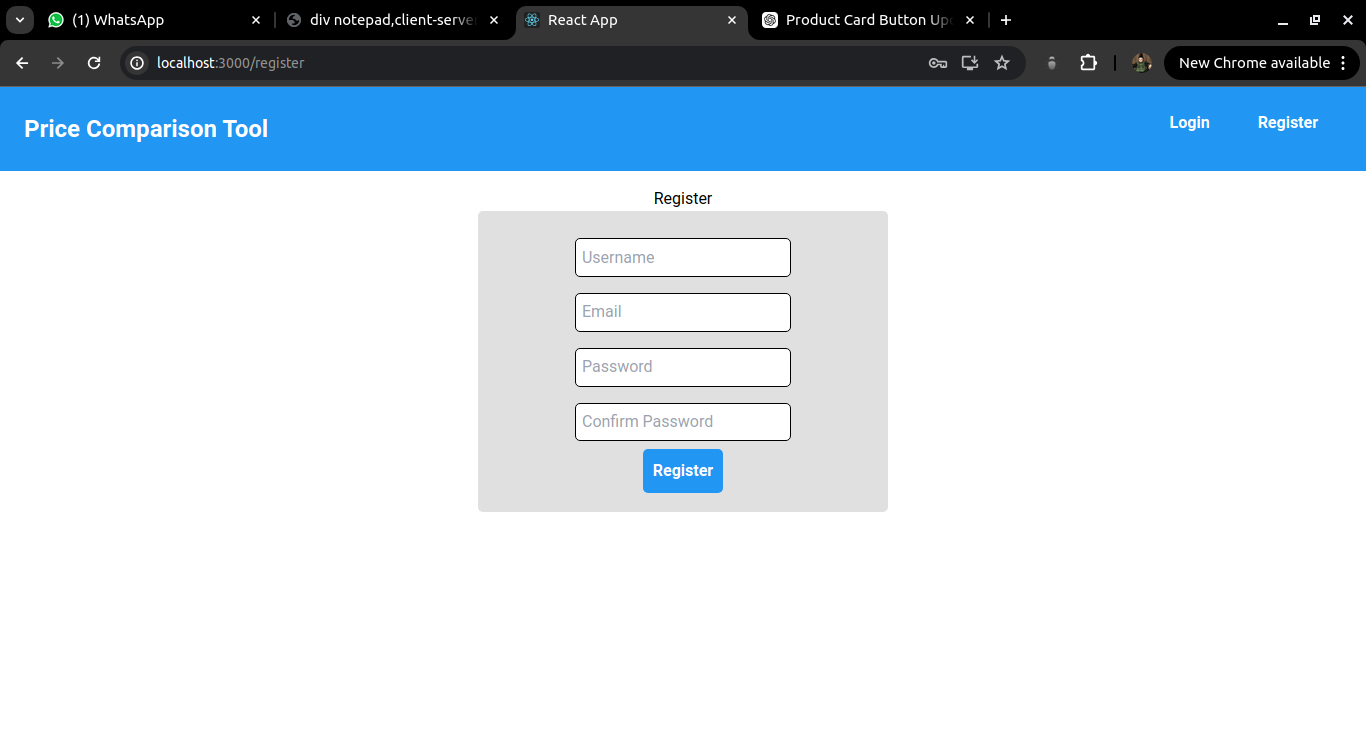 (1) WhatsApp
div notepad,client-serve
React App
Product Card Button Up
localhost:3000/register
New Chrome available
Price Comparison Tool
Login
Register
Register
Username
Email
Password
Confirm Password
Register